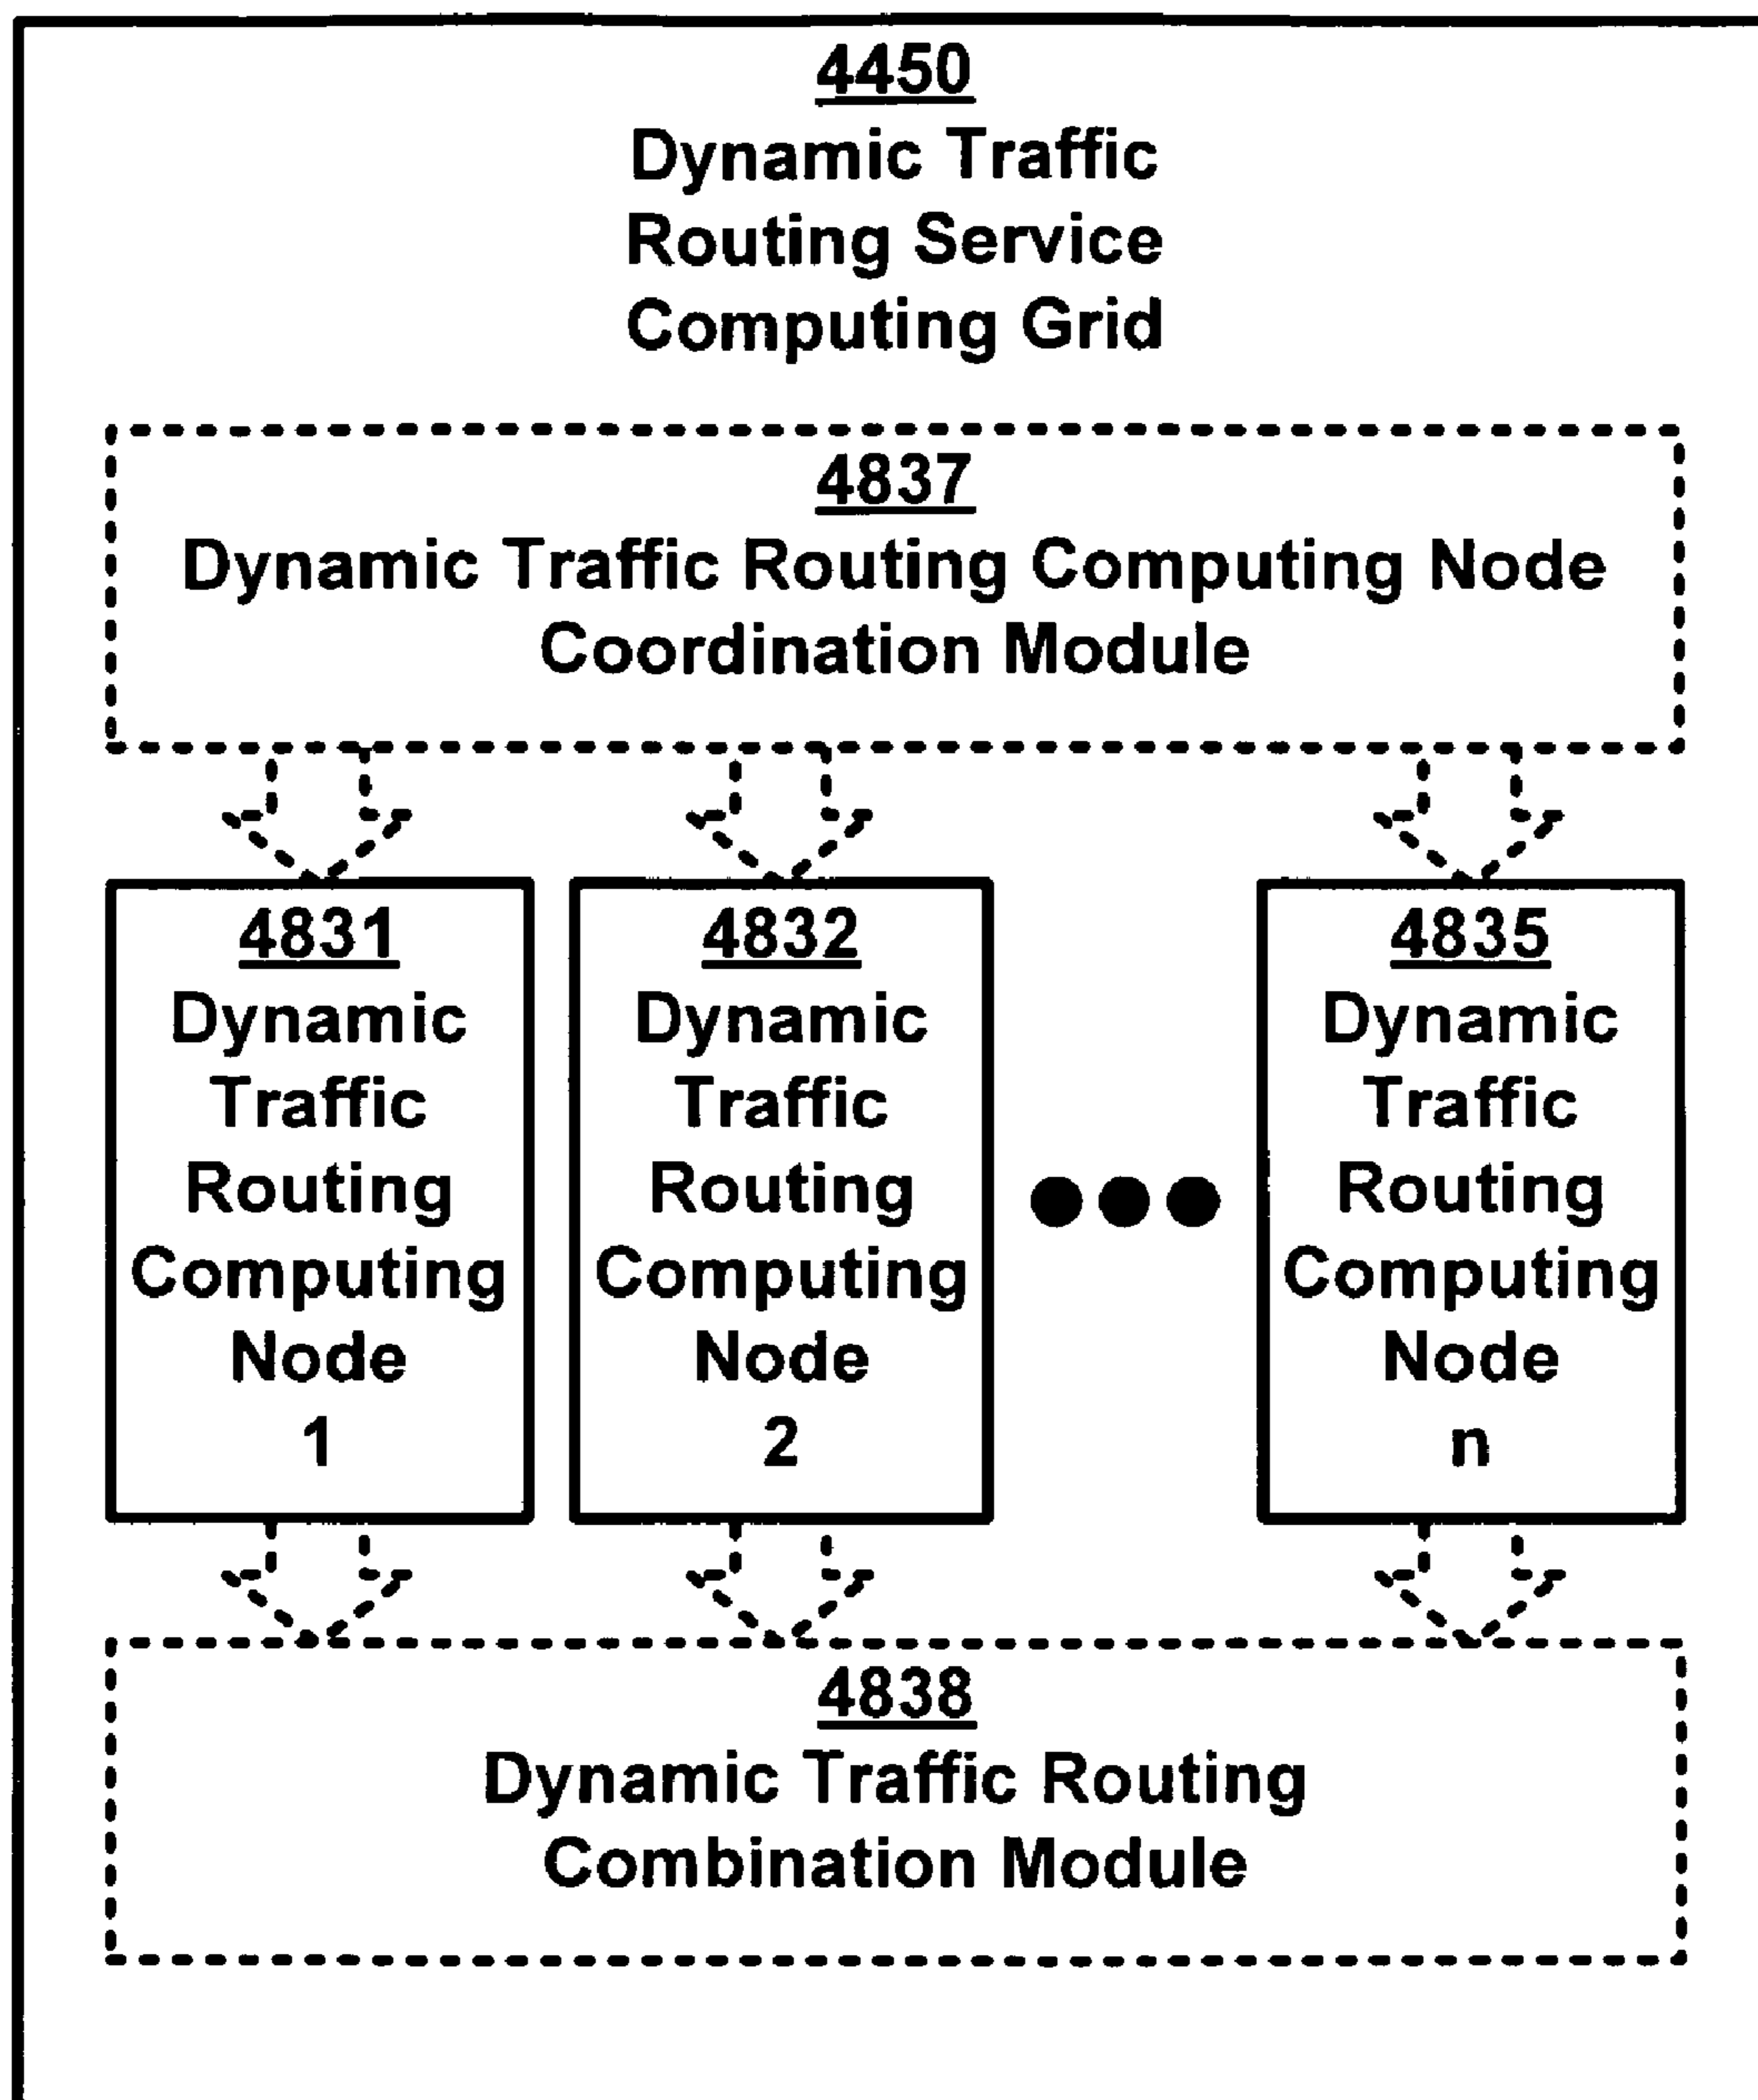 4450
Dynamic Traffic
Routing Service
Computing Grid
4837
Dynamic Traffic Routing Computing Node
Coordination Module
4831
Dynamic
Traffic
Routing
Computing
Node
1
4832
Dynamic
Traffic
Routing
Computing
Node
2
4835
Dynamic
Traffic
Routing
Computing
Node
n
4838
Dynamic Traffic Routing
Combination Module